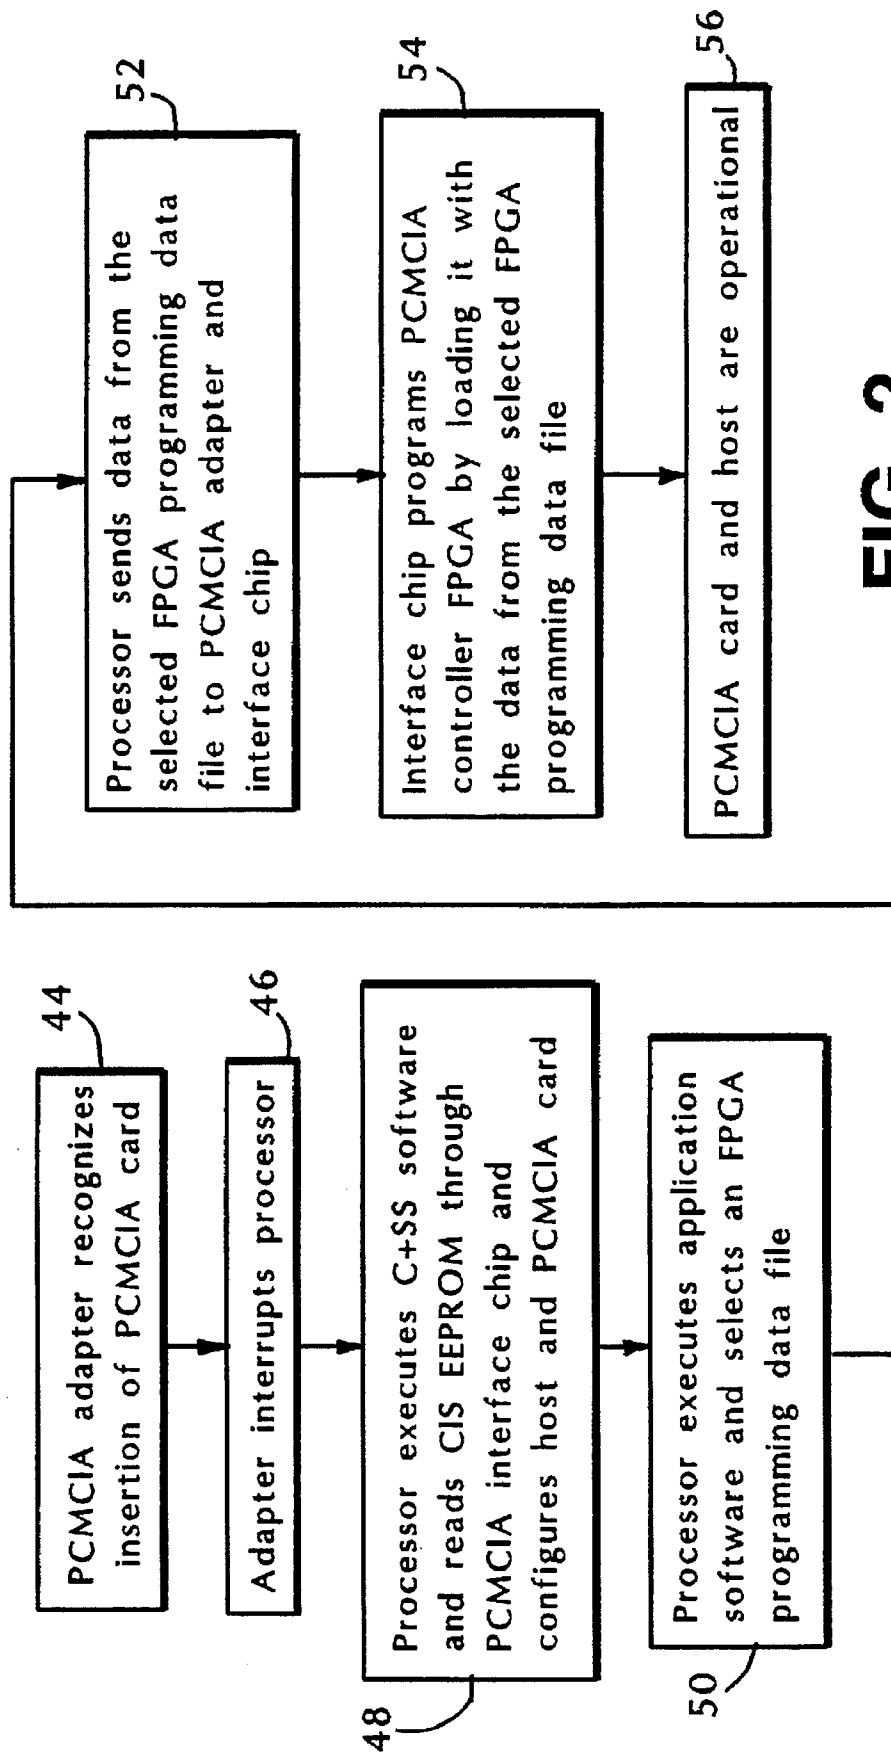 44
PCMCIA adapter recognizes
insertion of PCMCIA card
46
Adapter interrupts processor
48
Processor executes C+SS software
and reads CIS EEPROM through
PCMCIA interface chip and
configures host and PCMCIA card
50
Processor executes application
software and selects an FPGA
programming data file
52
Processor sends data from the
selected FPGA programming data
file to PCMCIA adapter and
interface chip
54
Interface chip programs PCMCIA
controller FPGA by loading it with
the data from the selected FPGA
programming data file
56
PCMCIA card and host are operational
FIG. 2